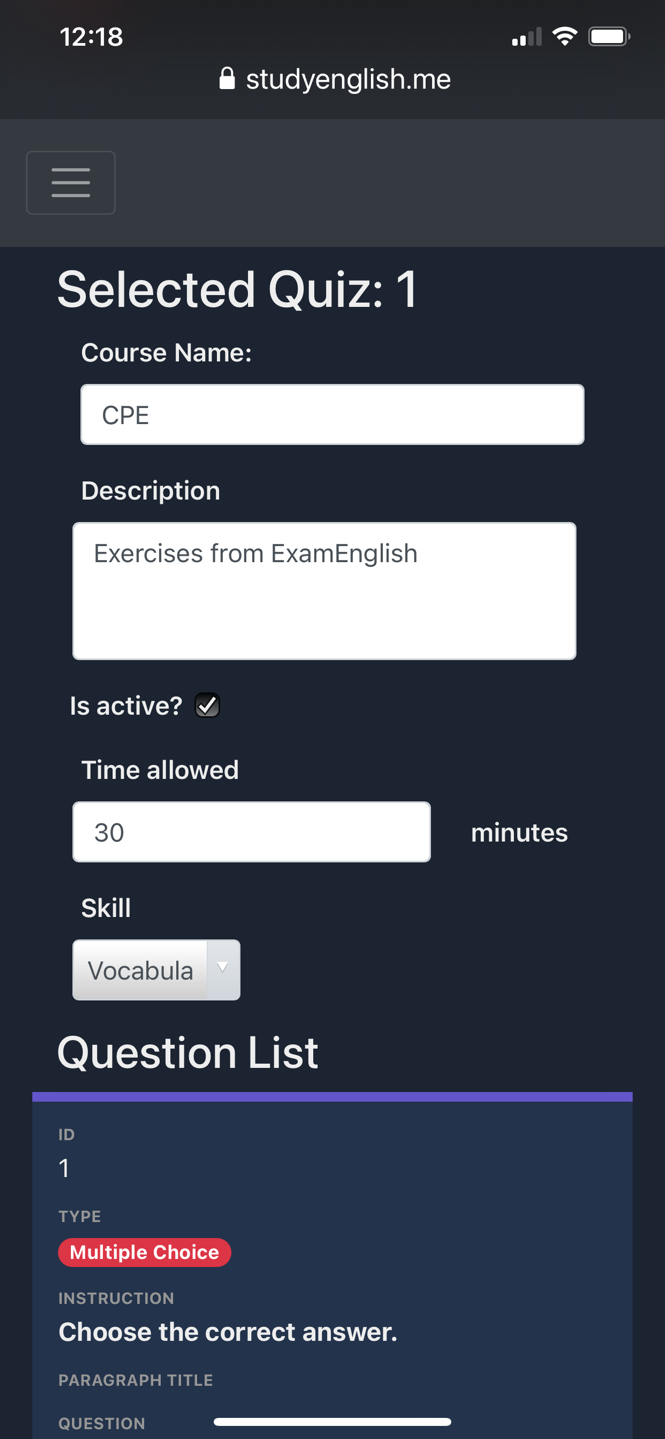 12:18
studyenglish.me
Selected Quiz: 1
Course Name:
CPE
Description
Exercises from ExamEnglish
Is active?
Time allowed
30 minutes
Skill
Vocabula
Question List
ID
1
TYPE
Multiple Choice
INSTRUCTION
Choose the correct answer.
PARAGRAPH TITLE
QUESTION